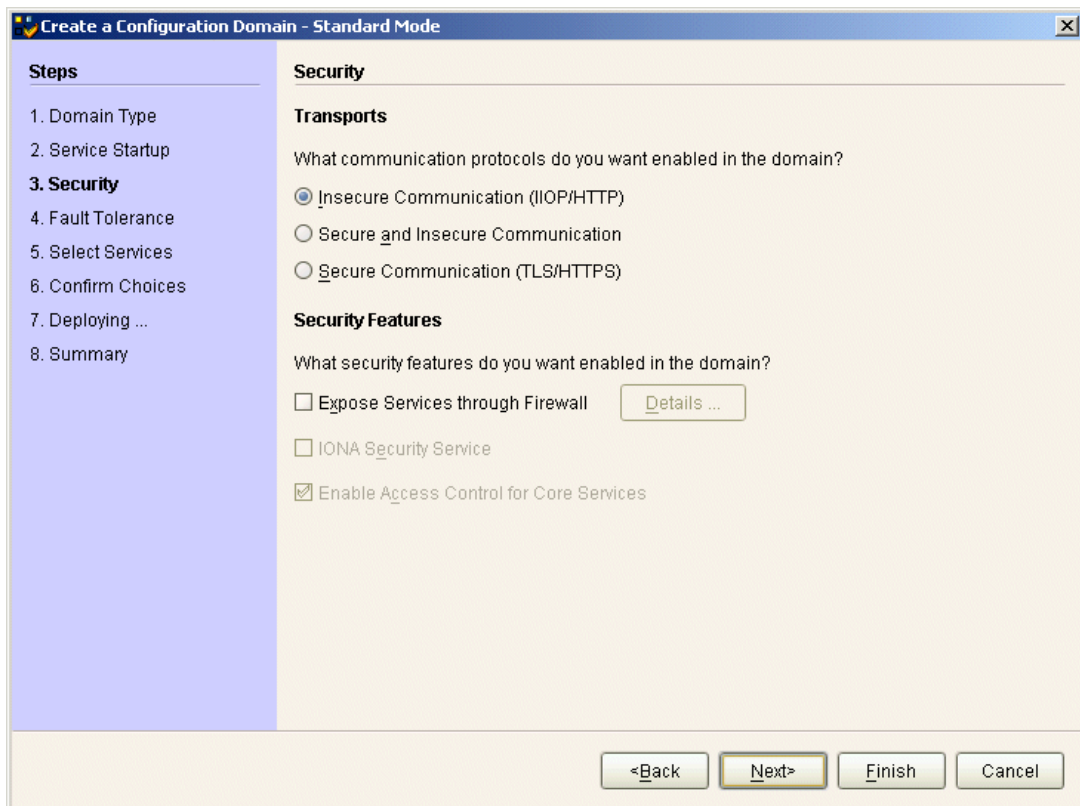 Create a Configuration Domain - Standard Mode
Steps
1. Domain Type
2. Service Startup
3. Security
4. Fault Tolerance
5. Select Services
6. Confirm Choices
7. Deploying ...
8. Summary
Security
Transports
What communication protocols do you want enabled in the domain?
Insecure Communication (IIOP/HTTP)
Secure and Insecure Communication
Secure Communication (TLS/HTTPS)
Security Features
What security features do you want enabled in the domain?
Expose Services through Firewall Details ...
IONA Security Service
Enable Access Control for Core Services
<Back Next> Finish Cancel